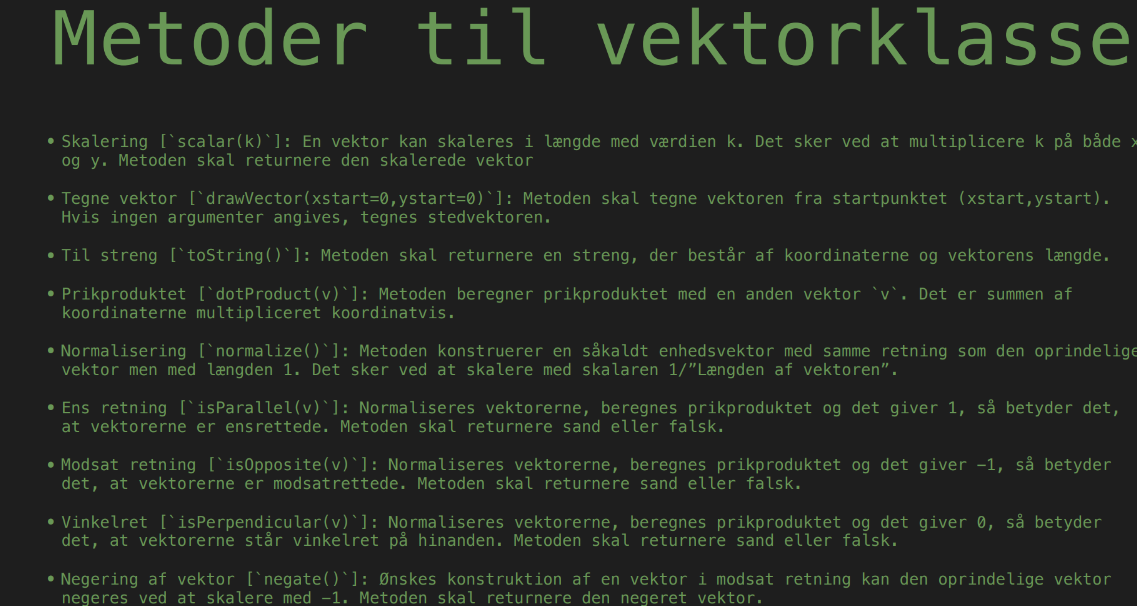 Metoder til vektorklasse
• Skalering [`scalar(k)`]: En vektor kan skaleres i længde med værdien k. Det sker ved at multiplicere k på både x
og y. Metoden skal returnere den skalerede vektor
• Tegne vektor [`drawVector(xstart=0,ystart=0)`]: Metoden skal tegne vektoren fra startpunktet (xstart,ystart).
Hvis ingen argumenter angives, tegnes stedvektoren.
• Til streng [`toString()`]: Metoden skal returnere en streng, der består af koordinaterne og vektorens længde.
• Prikproduktet [`dotProduct(v)`]: Metoden beregner prikproduktet med en anden vektor `v`. Det er summen af
koordinaterne multipliceret koordinatvis.
• Normalisering [`normalize()`]: Metoden konstruerer en såkaldt enhedsvektor med samme retning som den oprindelige
vektor men med længden 1. Det sker ved at skalere med skalaren 1/”Længden af vektoren”.
• Ens retning [`isParallel(v)`]: Normaliseres vektorerne, beregnes prikproduktet og det giver 1, så betyder det,
at vektorerne er ensrettede. Metoden skal returnere sand eller falsk.
• Modsat retning [`isOpposite(v)`]: Normaliseres vektorerne, beregnes prikproduktet og det giver −1, så betyder
det, at vektorerne er modsatrettede. Metoden skal returnere sand eller falsk.
• Vinkelret [`isPerpendicular(v)`]: Normaliseres vektorerne, beregnes prikproduktet og det giver 0, så betyder
det, at vektorerne står vinkelret på hinanden. Metoden skal returnere sand eller falsk.
• Negering af vektor [`negate()`]: Ønskes konstruktion af en vektor i modsat retning kan den oprindelige vektor
negeres ved at skalere med −1. Metoden skal returnere den negeret vektor.